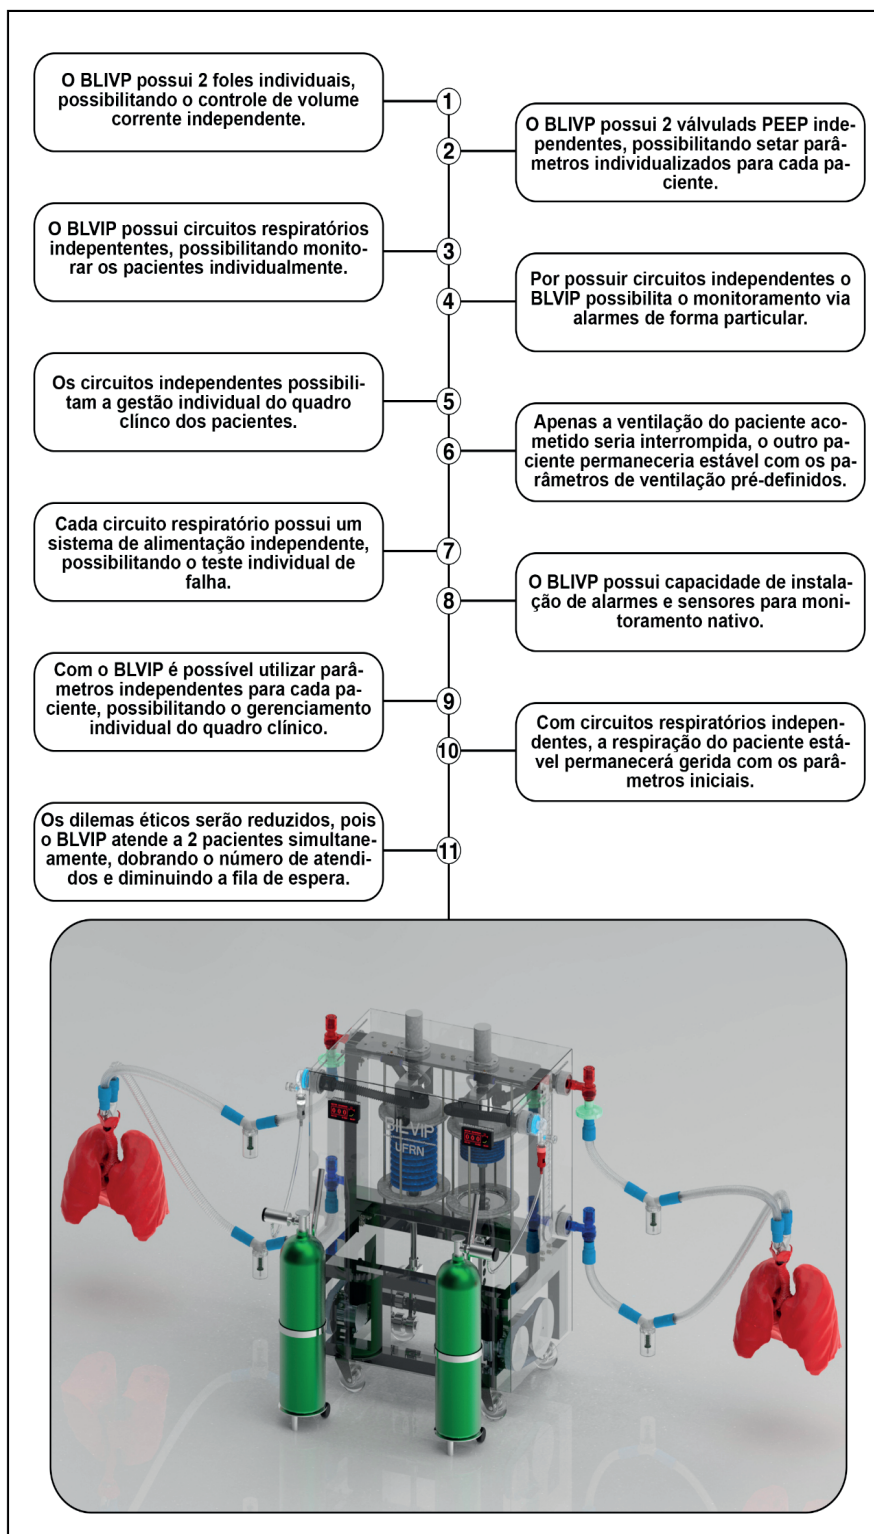 O BLIVP possui 2 foles individuais,
possibilitando o controle de volume
corrente independente.
1
O BLIVP possui 2 válvulads PEEP inde-
pendentes, possibilitando setar parâ-
metros individualizados para cada pa-
ciente.
2
O BLVIP possui circuitos respiratórios
indepententes, possibilitando monito-
rar os pacientes individualmente.
3
Por possuir circuitos independentes o
BLVIP possibilita o monitoramento via
alarmes de forma particular.
4
Os circuitos independentes possibili-
tam a gestão individual do quadro
clínco dos pacientes.
5
Apenas a ventilação do paciente aco-
metido seria interrompida, o outro pa-
ciente permaneceria estável com os pa-
râmetros de ventilação pré-definidos.
6
Cada circuito respiratório possui um
sistema de alimentação independente,
possibilitando o teste individual de
falha.
7
O BLIVP possui capacidade de instala-
ção de alarmes e sensores para moni-
toramento nativo.
8
Com o BLVIP é possível utilizar parâ-
metros independentes para cada pa-
ciente, possibilitando o gerenciamento
individual do quadro clínico.
9
Com circuitos respiratórios indepen-
dentes, a respiração do paciente está-
vel permanecerá gerida com os parâ-
metros iniciais.
10
Os dilemas éticos serão reduzidos, pois
o BLVIP atende a 2 pacientes simultane-
amente, dobrando o número de atendi-
dos e diminuindo a fila de espera.
11
BILVIP
UFRN